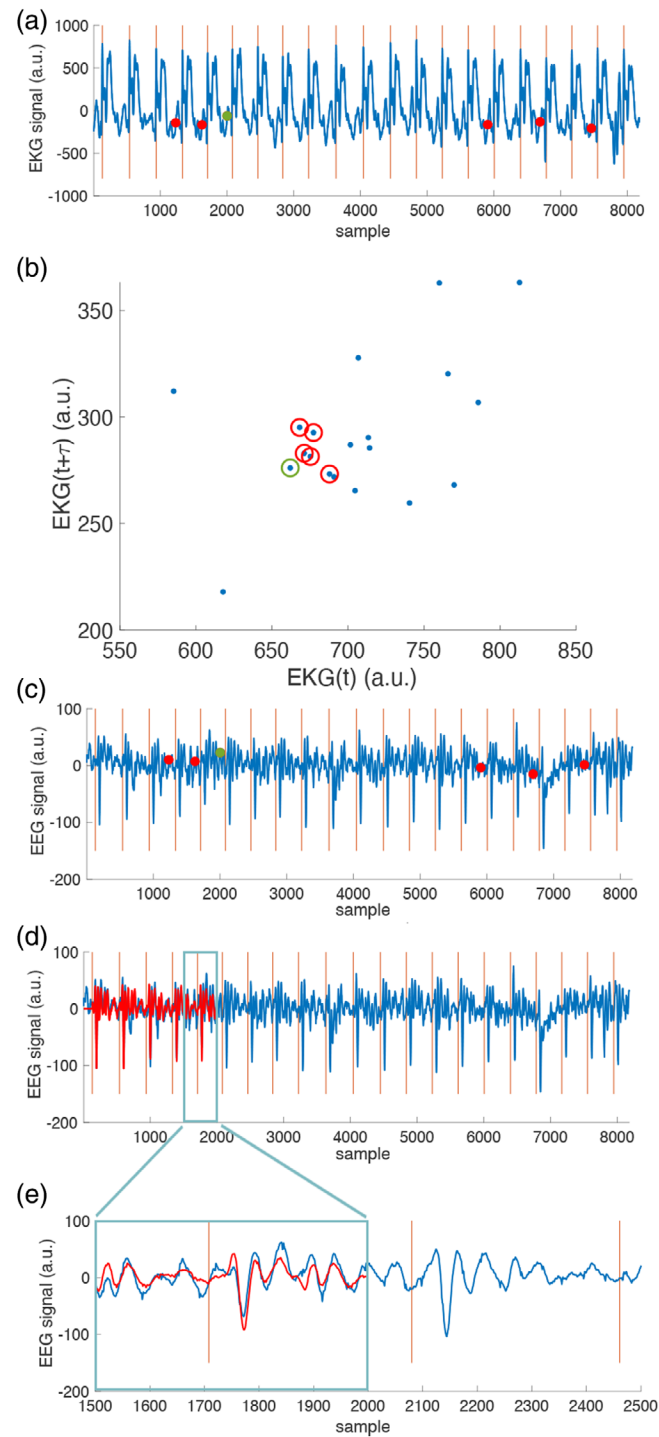 (a)
1000
500
0
-500
-1000
EKG signal (a.u.)
1000 2000 3000 4000 5000 6000 7000 8000
sample
(b)
350
300
250
200
EKG(t+τ) (a.u.)
550 600 650 700 750 800 850
EKG(t) (a.u.)
(c)
100
0
-100
-200
EEG signal (a.u.)
1000 2000 3000 4000 5000 6000 7000 8000
sample
(d)
100
0
-100
-200
EEG signal (a.u.)
1000 2000 3000 4000 5000 6000 7000 8000
sample
(e)
100
0
-100
-200
EEG signal (a.u.)
1500 1600 1700 1800 1900 2000 2100 2200 2300 2400 2500
sample